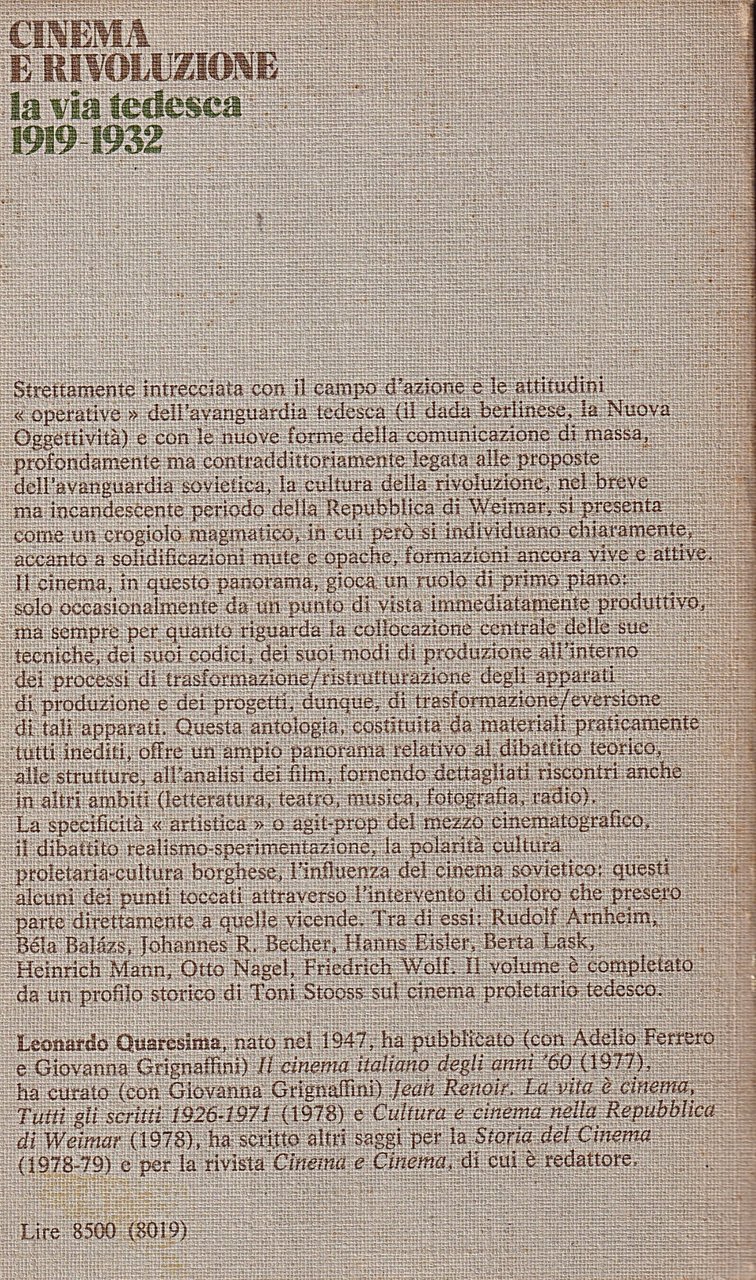 CINEMA
E RIVOLUZIONE
la via tedesca
1919-1932
Strettamente intrecciata con il campo d'azione e le attitudini
« operative » dell'avanguardia tedesca (il dada berlinese, la Nuova
Oggettività) e con le nuove forme della comunicazione di massa,
profondamente ma contraddittoriamente legata alle proposte
dell'avanguardia sovietica, la cultura della rivoluzione, nel breve
ma incandescente periodo della Repubblica di Weimar, si presenta
come un crogiolo magmatico, in cui però si individuano chiaramente,
accanto a solidificazioni mute e opache, formazioni ancora vive e attive.
Il cinema, in questo panorama, gioca un ruolo di primo piano:
solo occasionalmente da un punto di vista immediatamente produttivo,
ma sempre per quanto riguarda la collocazione centrale delle sue
tecniche, dei suoi codici, dei suoi modi di produzione all'interno
dei processi di trasformazione/ristrutturazione degli apparati
di produzione e dei progetti, dunque, di trasformazione/eversione
di tali apparati. Questa antologia, costituita da materiali praticamente
tutti inediti, offre un ampio panorama relativo al dibattito teorico,
alle strutture, all'analisi dei film, fornendo dettagliati riscontri anche
in altri ambiti (letteratura, teatro, musica, fotografia, radio).
La specificità « artistica » o agit-prop del mezzo cinematografico,
il dibattito realismo-sperimentazione, la polarità cultura
proletaria-cultura borghese, l'influenza del cinema sovietico: questi
alcuni dei punti toccati attraverso l'intervento di coloro che presero
parte direttamente a quelle vicende. Tra di essi: Rudolf Arnheim,
Béla Balázs, Johannes R. Becher, Hanns Eisler, Berta Lask,
Heinrich Mann, Otto Nagel, Friedrich Wolf. Il volume è completato
da un profilo storico di Toni Stooss sul cinema proletario tedesco.
Leonardo Quaresima, nato nel 1947, ha pubblicato (con Adelio Ferrero
e Giovanna Grignaffini) Il cinema italiano degli anni '60 (1977),
ha curato (con Giovanna Grignaffini) Jean Renoir. La vita è cinema,
Tutti gli scritti 1926-1971 (1978) e Cultura e cinema nella Repubblica
di Weimar (1978), ha scritto altri saggi per la Storia del Cinema
(1978-79) e per la rivista Cinema e Cinema, di cui è redattore.
Lire 8500 (8019)